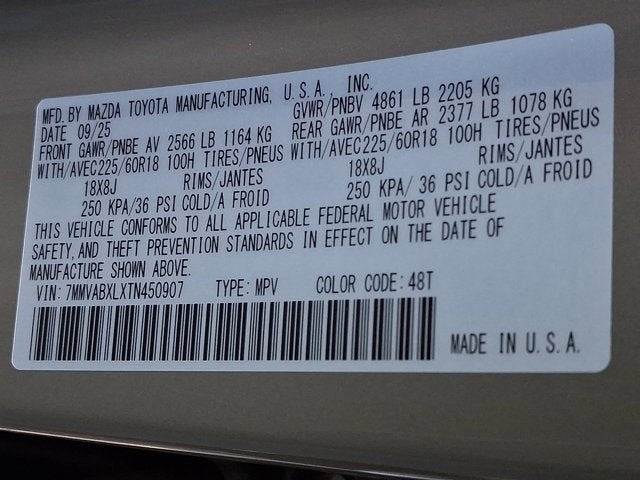 MFD. BY MAZDA TOYOTA MANUFACTURING, U.S.A., INC.
DATE 09/25 GVWR/PNBV 4861 LB 2205 KG
FRONT GAWR/PNBE AV 2566 LB 1164 KG REAR GAWR/PNBE AR 2377 LB 1078 KG
WITH/AVEC225/60R18 100H TIRES/PNEUS WITH/AVEC225/60R18 100H TIRES/PNEUS
18X8J RIMS/JANTES 18X8J RIMS/JANTES
250 KPA/36 PSI COLD/A FROID 250 KPA/ 36 PSI COLD/A FROID
THIS VEHICLE CONFORMS TO ALL APPLICABLE FEDERAL MOTOR VEHICLE
SAFETY, AND THEFT PREVENTION STANDARDS IN EFFECT ON THE DATE OF
MANUFACTURE SHOWN ABOVE.
VIN: 7MMVABXLXTN450907 TYPE: MPV COLOR CODE: 48T
MADE IN U.S.A.